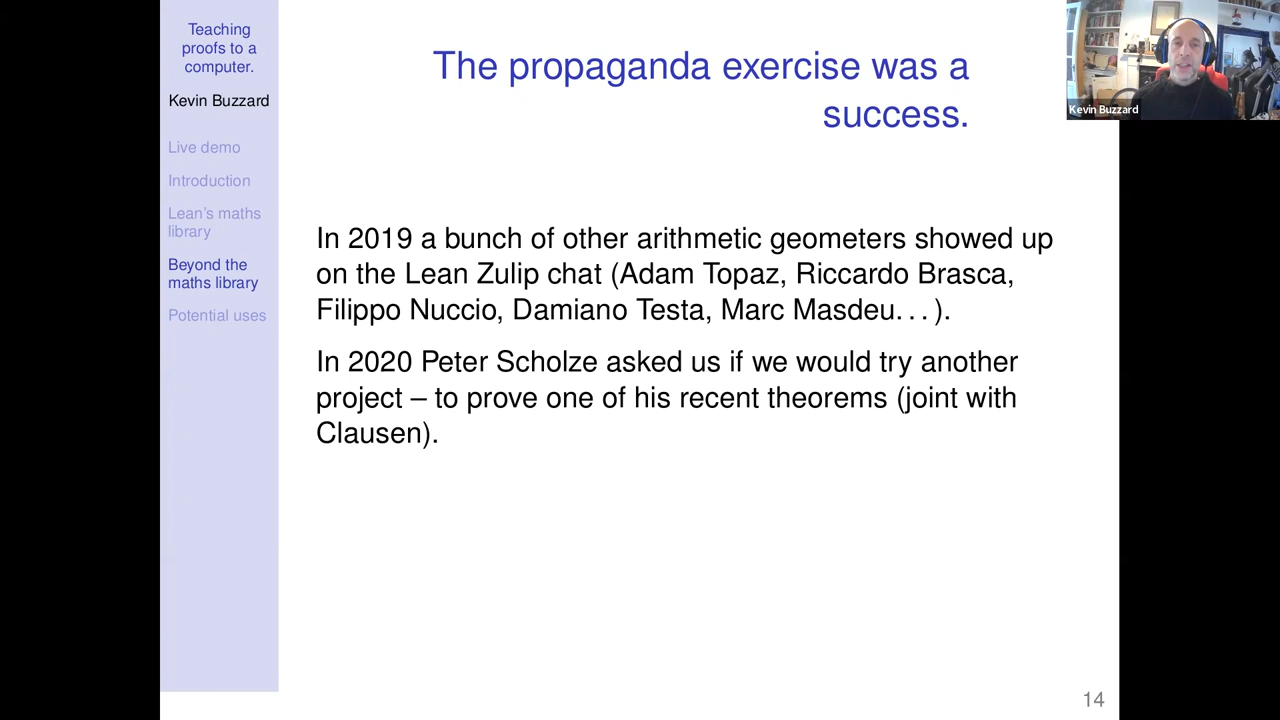 Teaching
proofs to a
computer.
Kevin Buzzard
Live demo
Introduction
Lean's maths
library
Beyond the
maths library
Potential uses
The propaganda exercise was a
success.
In 2019 a bunch of other arithmetic geometers showed up
on the Lean Zulip chat (Adam Topaz, Riccardo Brasca,
Filippo Nuccio, Damiano Testa, Marc Masdeu. . . ).
In 2020 Peter Scholze asked us if we would try another
project – to prove one of his recent theorems (joint with
Clausen).
14
Kevin Buzzard